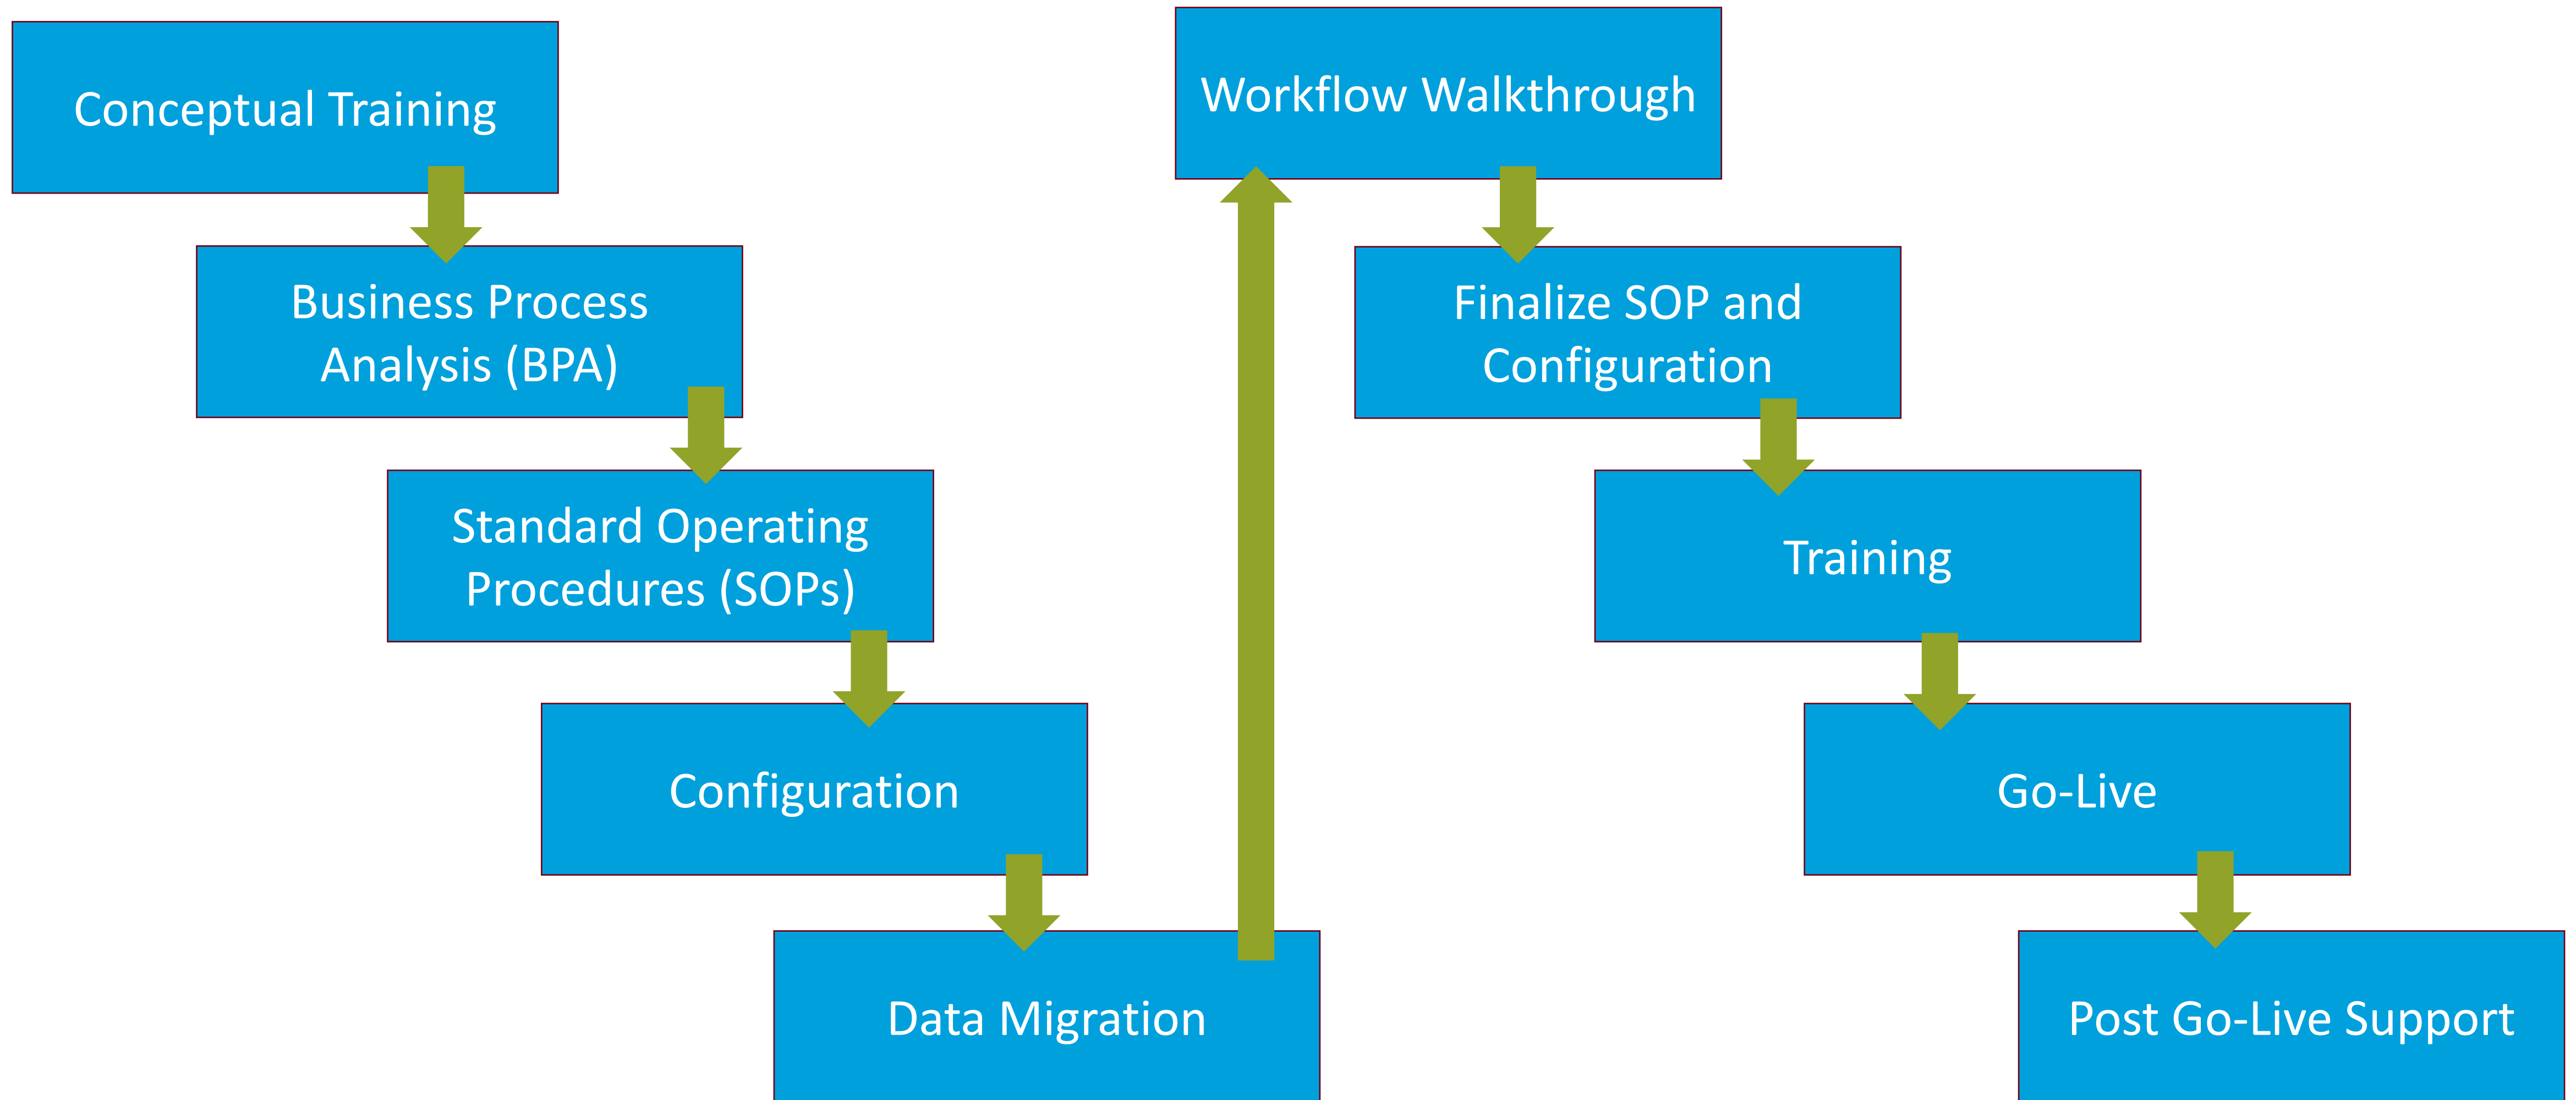 Conceptual Training
Business Process
Analysis (BPA)
Standard Operating
Procedures (SOPs)
Configuration
Data Migration
Workflow Walkthrough
Finalize SOP and
Configuration
Training
Go-Live
Post Go-Live Support